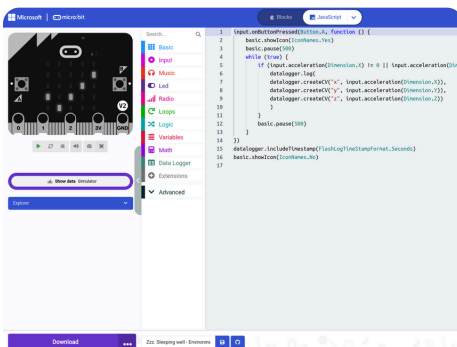 Microsoft
micro:bit
Blocks
JavaScript
0 1 2 3V GND
V2
Show data Simulator
Explorer
Search...
Basic
Input
Music
Led
Radio
Loops
Logic
Variables
Math
Data Logger
Extensions
Advanced
1 input.onButtonPressed(Button.A, function () {
2 basic.showIcon(IconNames.Yes)
3 basic.pause(500)
4 while (true) {
5 if (input.acceleration(Dimension.X) != 0 || input.acceleration(Din
6 datalogger.log(
7 datalogger.createCV("x", input.acceleration(Dimension.X)),
8 datalogger.createCV("y", input.acceleration(Dimension.Y)),
9 datalogger.createCV("z", input.acceleration(Dimension.Z))
10 )
11 }
12 basic.pause(500)
13 }
14 })
15 datalogger.includeTimestamp(FlashLogTimeStampFormat.Seconds)
16 basic.showIcon(IconNames.No)
17
Download
Zzz. Sleeping well - Environme